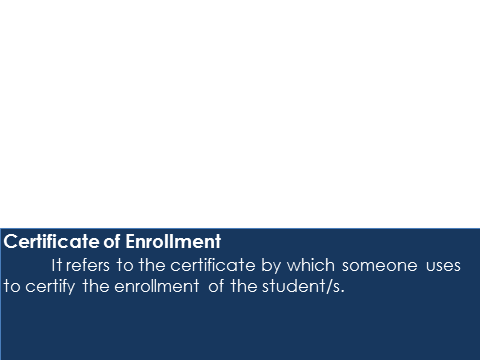 Certificate of Enrollment
It refers to the certificate by which someone uses
to certify the enrollment of the student/s.